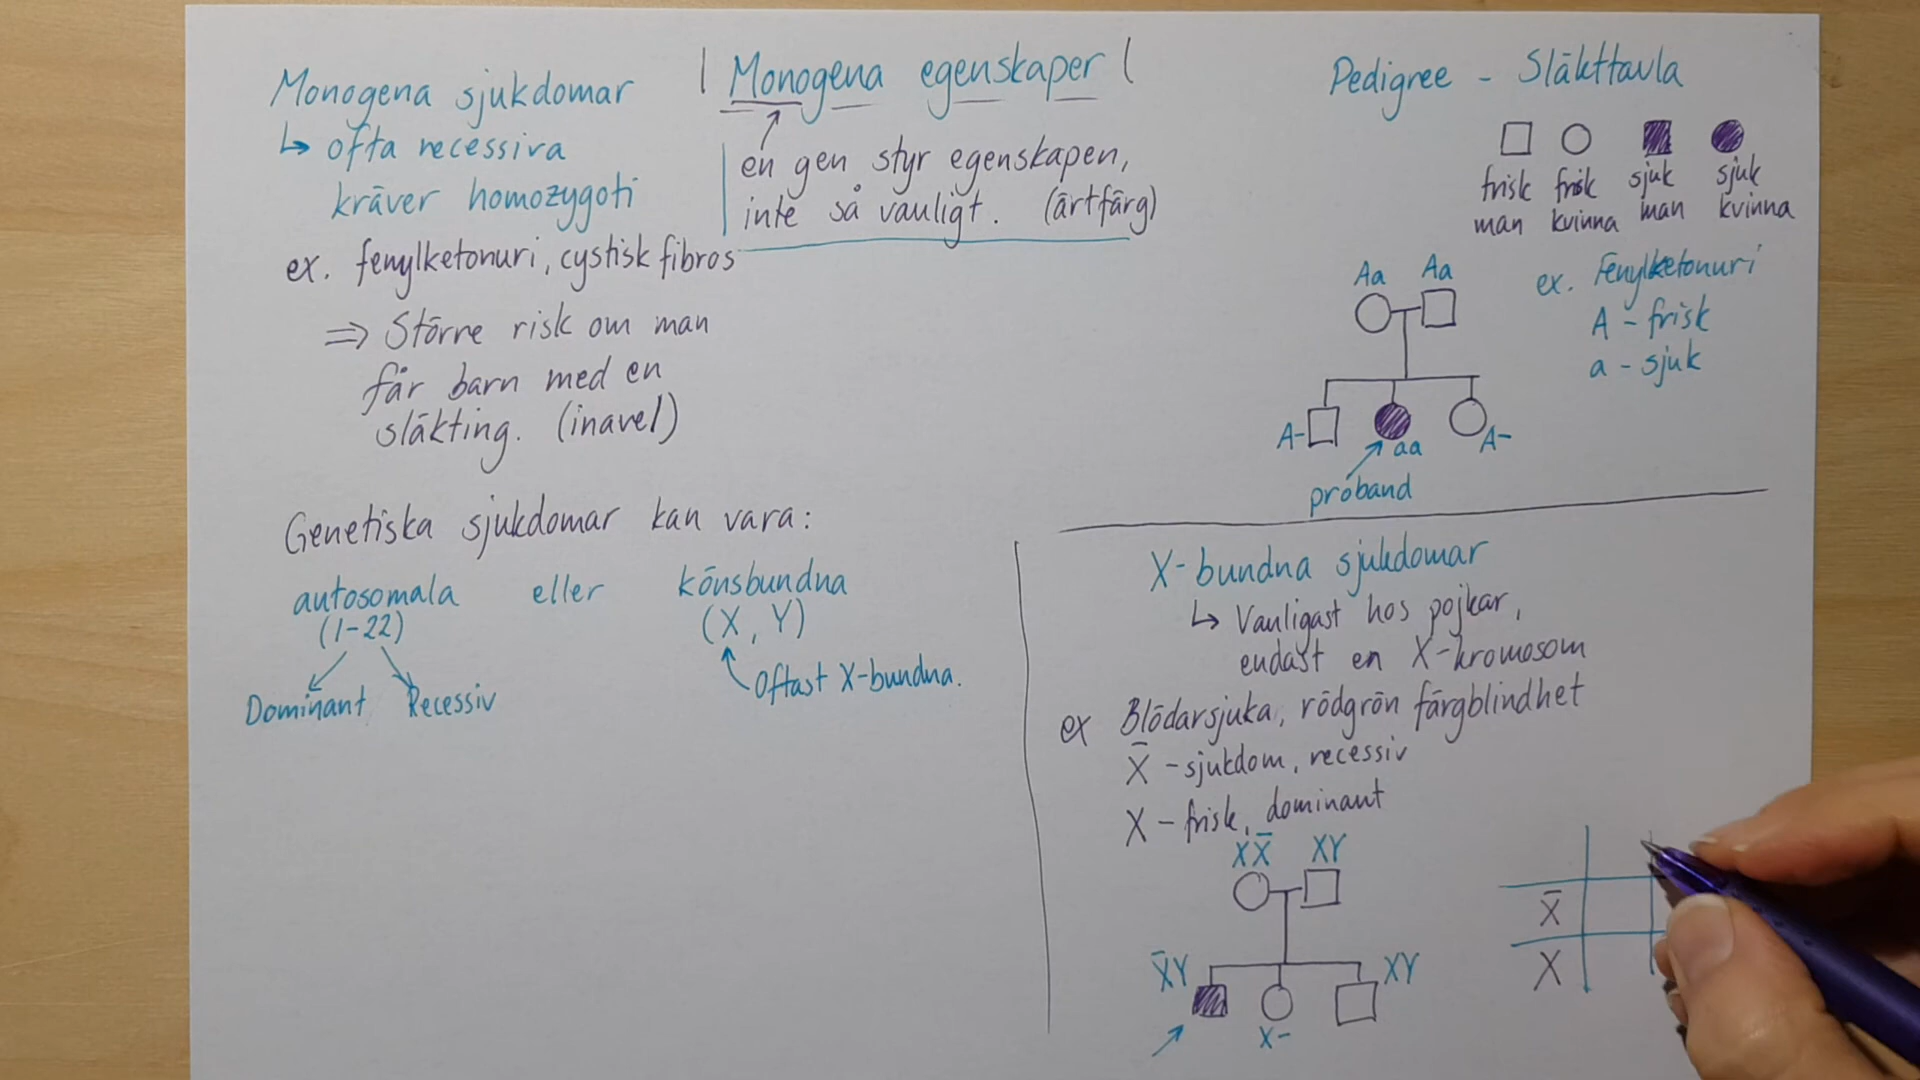 Monogena sjukdomar
↳ ofta recessiva
kräver homozygoti
ex. fenylketonuri, cystisk fibros
⇒ Större risk om man
får barn med en
släkting. (inavel)
Monogena egenskaper
en gen styr egenskapen,
inte så vanligt. (ärtfärg)
Pedigree - Släkttavla
frisk man
frisk kvinna
sjuk man
sjuk kvinna
ex. Fenylketonuri
A - frisk
a - sjuk
Aa Aa
A- aa A-
proband
Genetiska sjukdomar kan vara:
autosomala eller könsbundna
(1-22) (X, Y)
Dominant Recessiv
Oftast X-bundna.
X-bundna sjukdomar
↳ Vanligast hos pojkar,
endast en X-kromosom
ex Blödarsjuka, rödgrön färgblindhet
X̄ - sjukdom, recessiv
X - frisk, dominant
XX̄ XY
X̄Y XY
X-
X̄
X